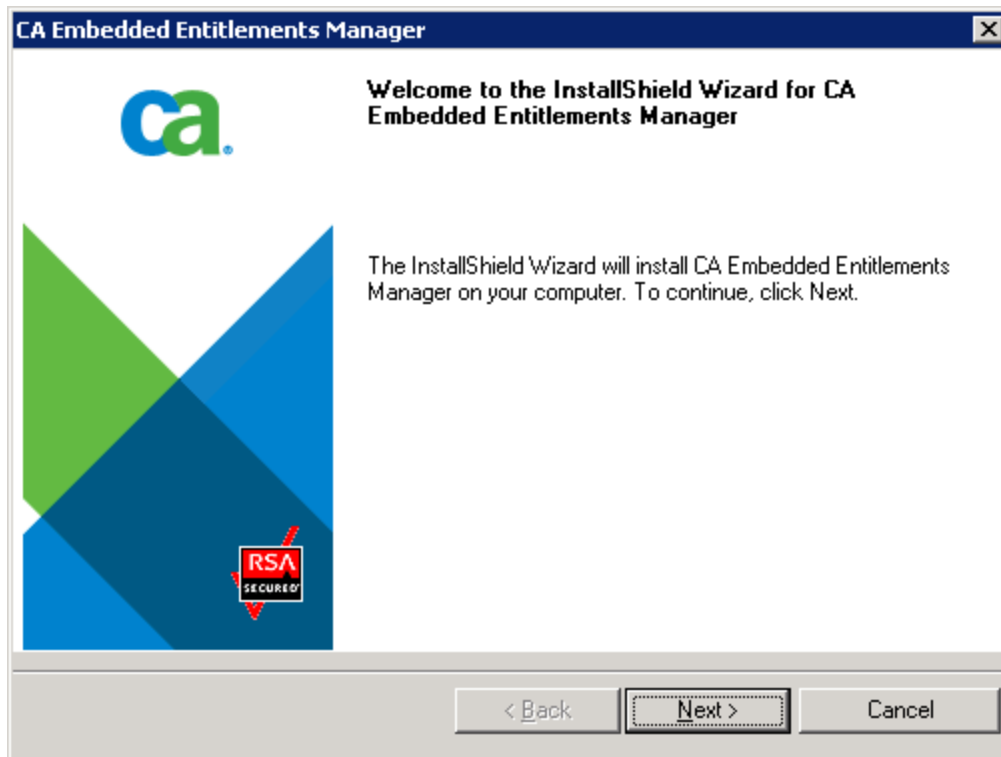 CA Embedded Entitlements Manager
ca
Welcome to the InstallShield Wizard for CA
Embedded Entitlements Manager
The InstallShield Wizard will install CA Embedded Entitlements
Manager on your computer. To continue, click Next.
RSA
SECURED
< Back
Next >
Cancel